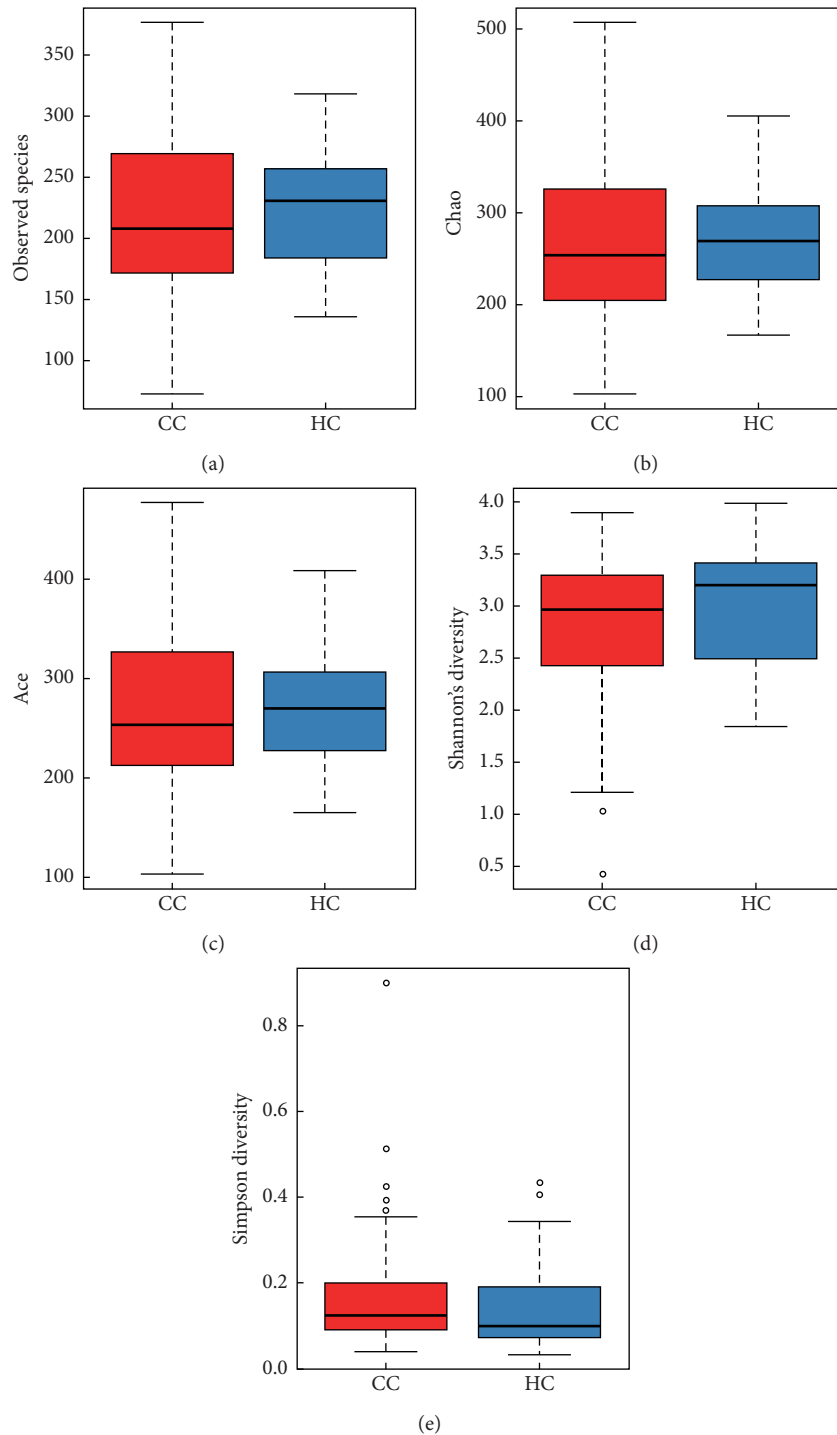 Observed species
350
300
250
200
150
100
CC HC
(a)
Chao
500
400
300
200
100
CC HC
(b)
Ace
400
300
200
100
CC HC
(c)
Shannon's diversity
4.0
3.5
3.0
2.5
2.0
1.5
1.0
0.5
CC HC
(d)
Simpson diversity
0.8
0.6
0.4
0.2
0.0
CC HC
(e)